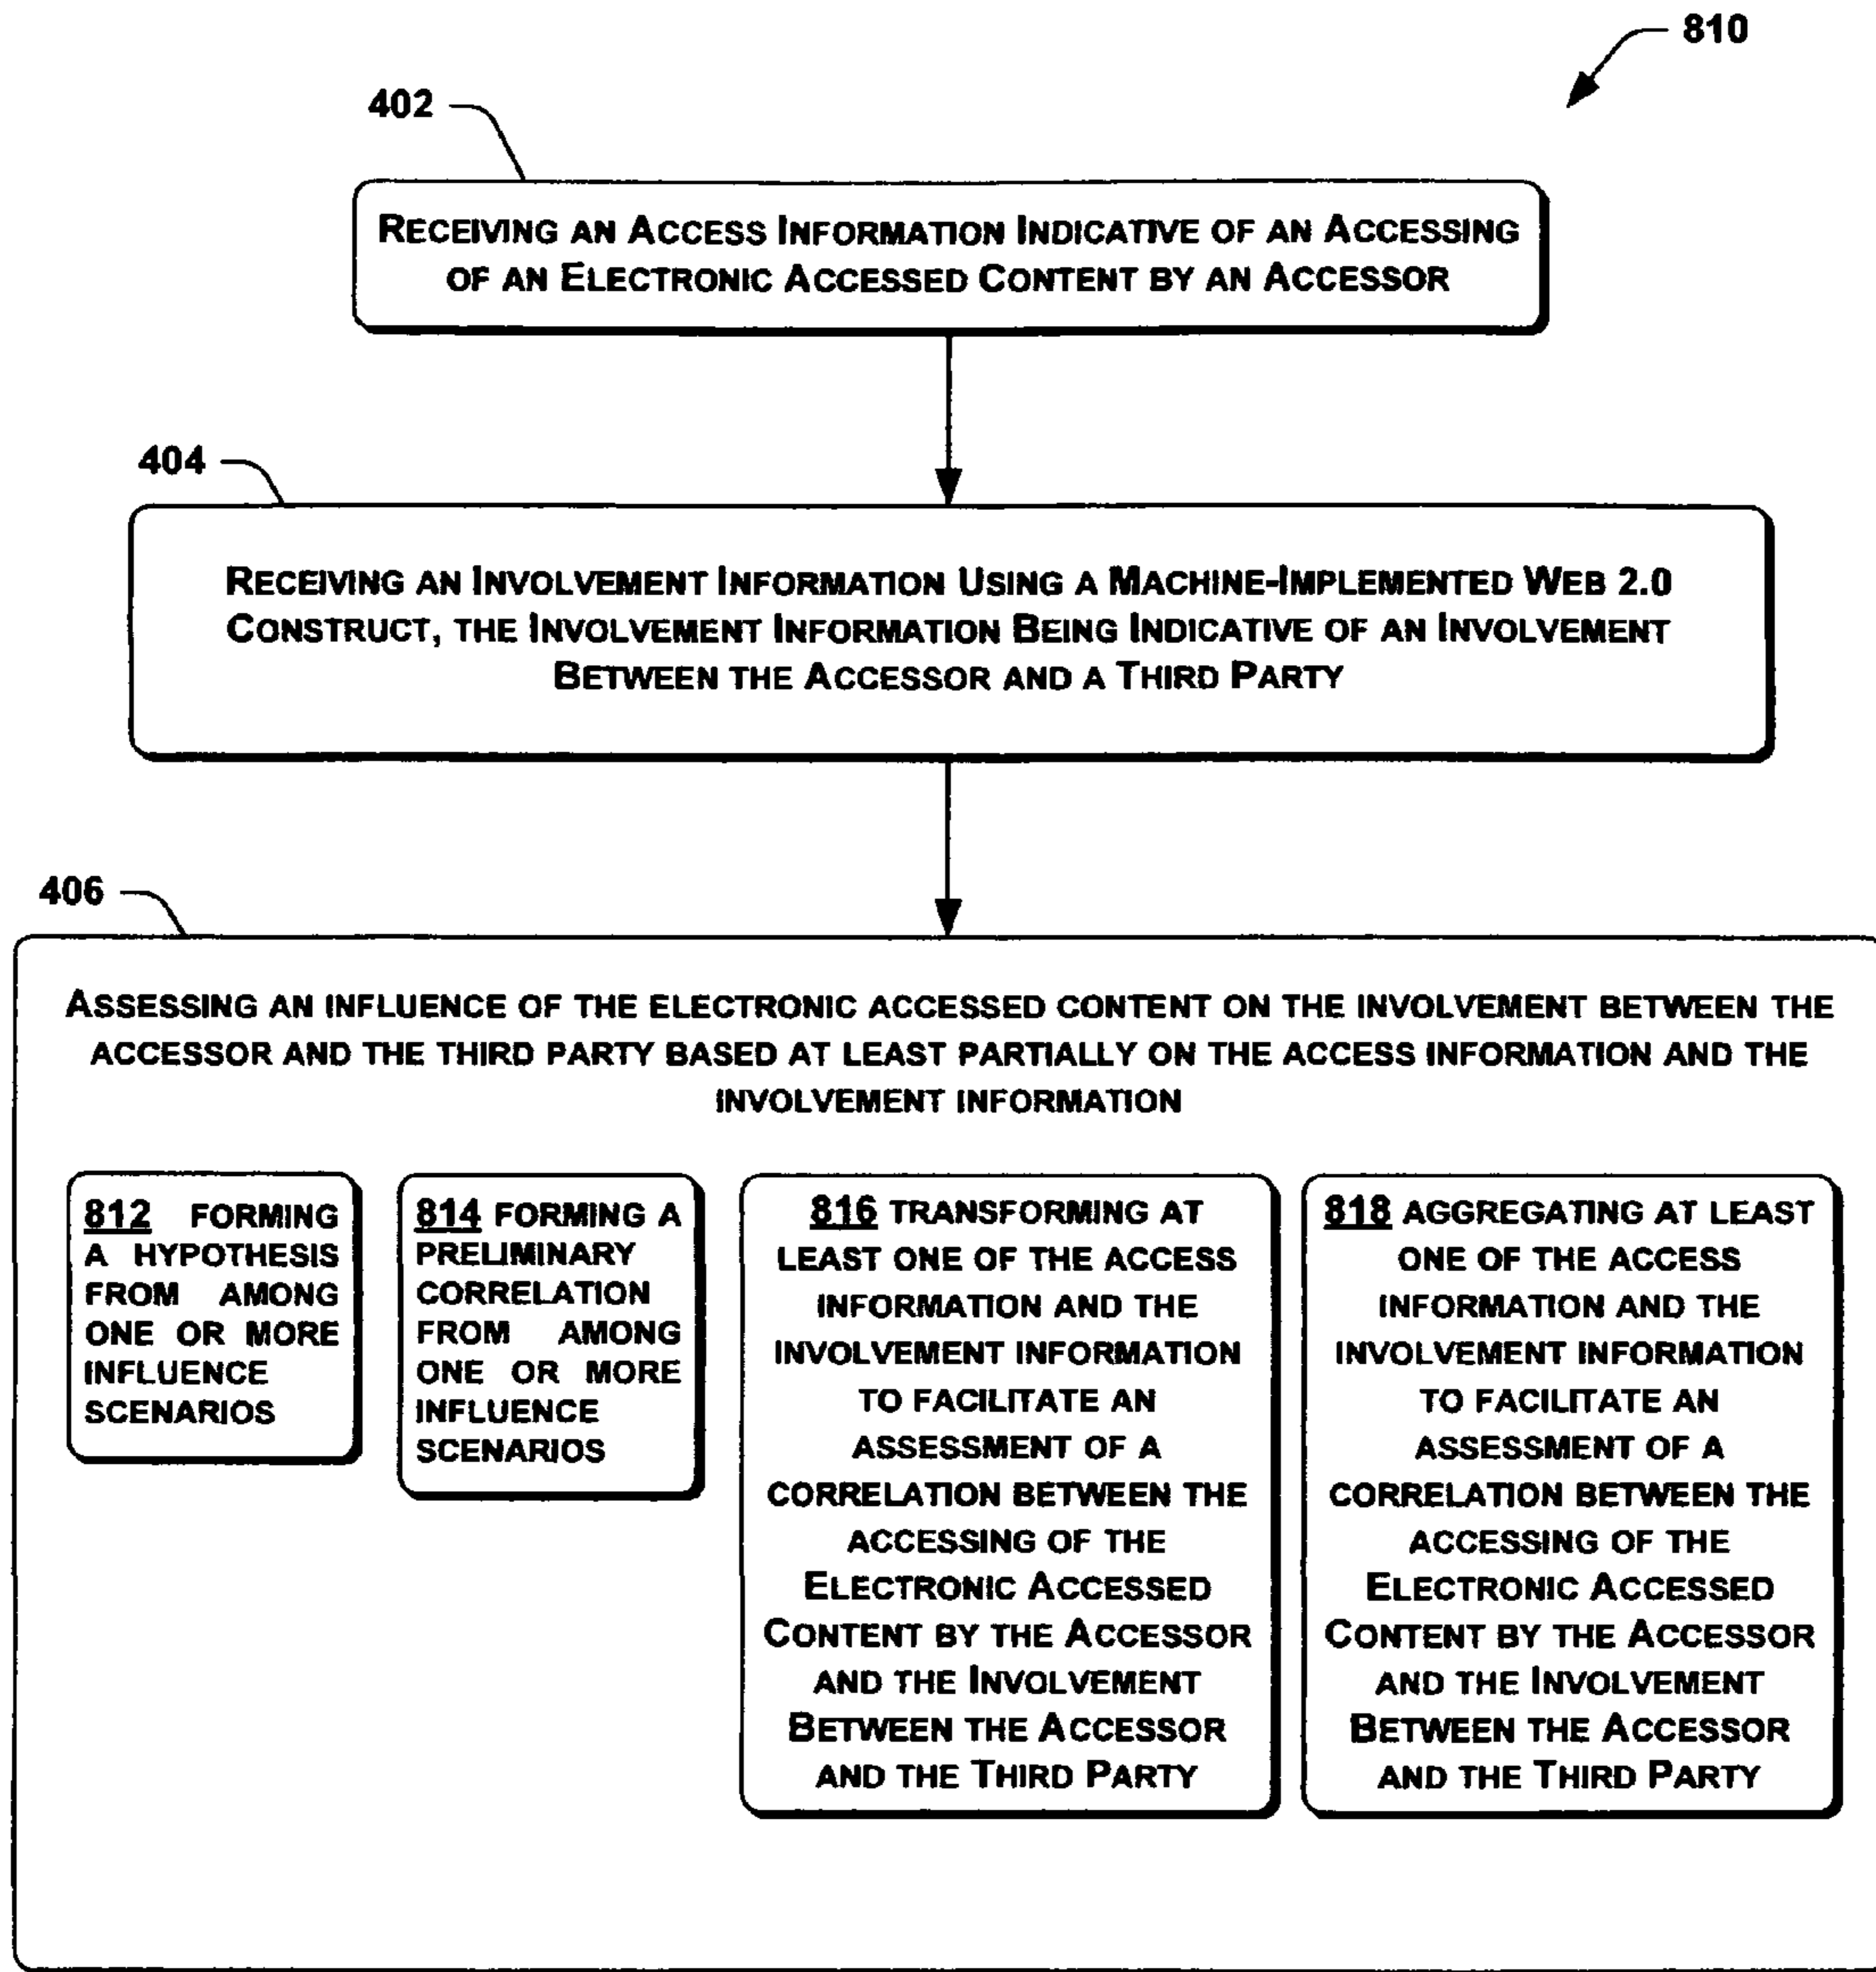 810
402
RECEIVING AN ACCESS INFORMATION INDICATIVE OF AN ACCESSING
OF AN ELECTRONIC ACCESSED CONTENT BY AN ACCESSOR
404
RECEIVING AN INVOLVEMENT INFORMATION USING A MACHINE-IMPLEMENTED WEB 2.0
CONSTRUCT, THE INVOLVEMENT INFORMATION BEING INDICATIVE OF AN INVOLVEMENT
BETWEEN THE ACCESSOR AND A THIRD PARTY
406
ASSESSING AN INFLUENCE OF THE ELECTRONIC ACCESSED CONTENT ON THE INVOLVEMENT BETWEEN THE
ACCESSOR AND THE THIRD PARTY BASED AT LEAST PARTIALLY ON THE ACCESS INFORMATION AND THE
INVOLVEMENT INFORMATION
812 FORMING
A HYPOTHESIS
FROM AMONG
ONE OR MORE
INFLUENCE
SCENARIOS
814 FORMING A
PRELIMINARY
CORRELATION
FROM AMONG
ONE OR MORE
INFLUENCE
SCENARIOS
816 TRANSFORMING AT
LEAST ONE OF THE ACCESS
INFORMATION AND THE
INVOLVEMENT INFORMATION
TO FACILITATE AN
ASSESSMENT OF A
CORRELATION BETWEEN THE
ACCESSING OF THE
ELECTRONIC ACCESSED
CONTENT BY THE ACCESSOR
AND THE INVOLVEMENT
BETWEEN THE ACCESSOR
AND THE THIRD PARTY
818 AGGREGATING AT LEAST
ONE OF THE ACCESS
INFORMATION AND THE
INVOLVEMENT INFORMATION
TO FACILITATE AN
ASSESSMENT OF A
CORRELATION BETWEEN THE
ACCESSING OF THE
ELECTRONIC ACCESSED
CONTENT BY THE ACCESSOR
AND THE INVOLVEMENT
BETWEEN THE ACCESSOR
AND THE THIRD PARTY